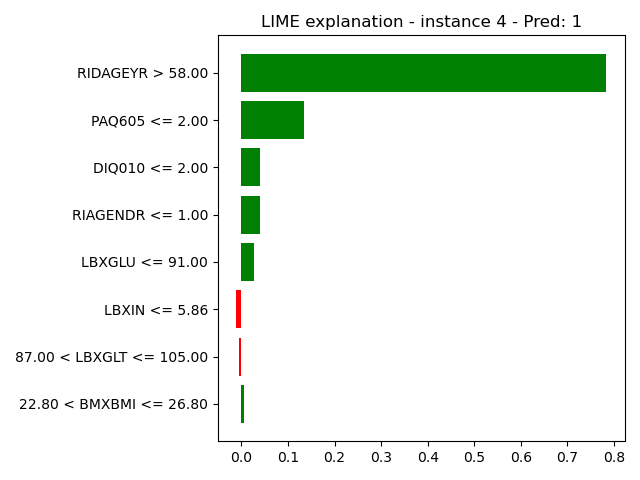 LIME explanation - instance 4 - Pred: 1
RIDAGEYR > 58.00
PAQ605 <= 2.00
DIQ010 <= 2.00
RIAGENDR <= 1.00
LBXGLU <= 91.00
LBXIN <= 5.86
87.00 < LBXGLT <= 105.00
22.80 < BMXBMI <= 26.80
0.0 0.1 0.2 0.3 0.4 0.5 0.6 0.7 0.8